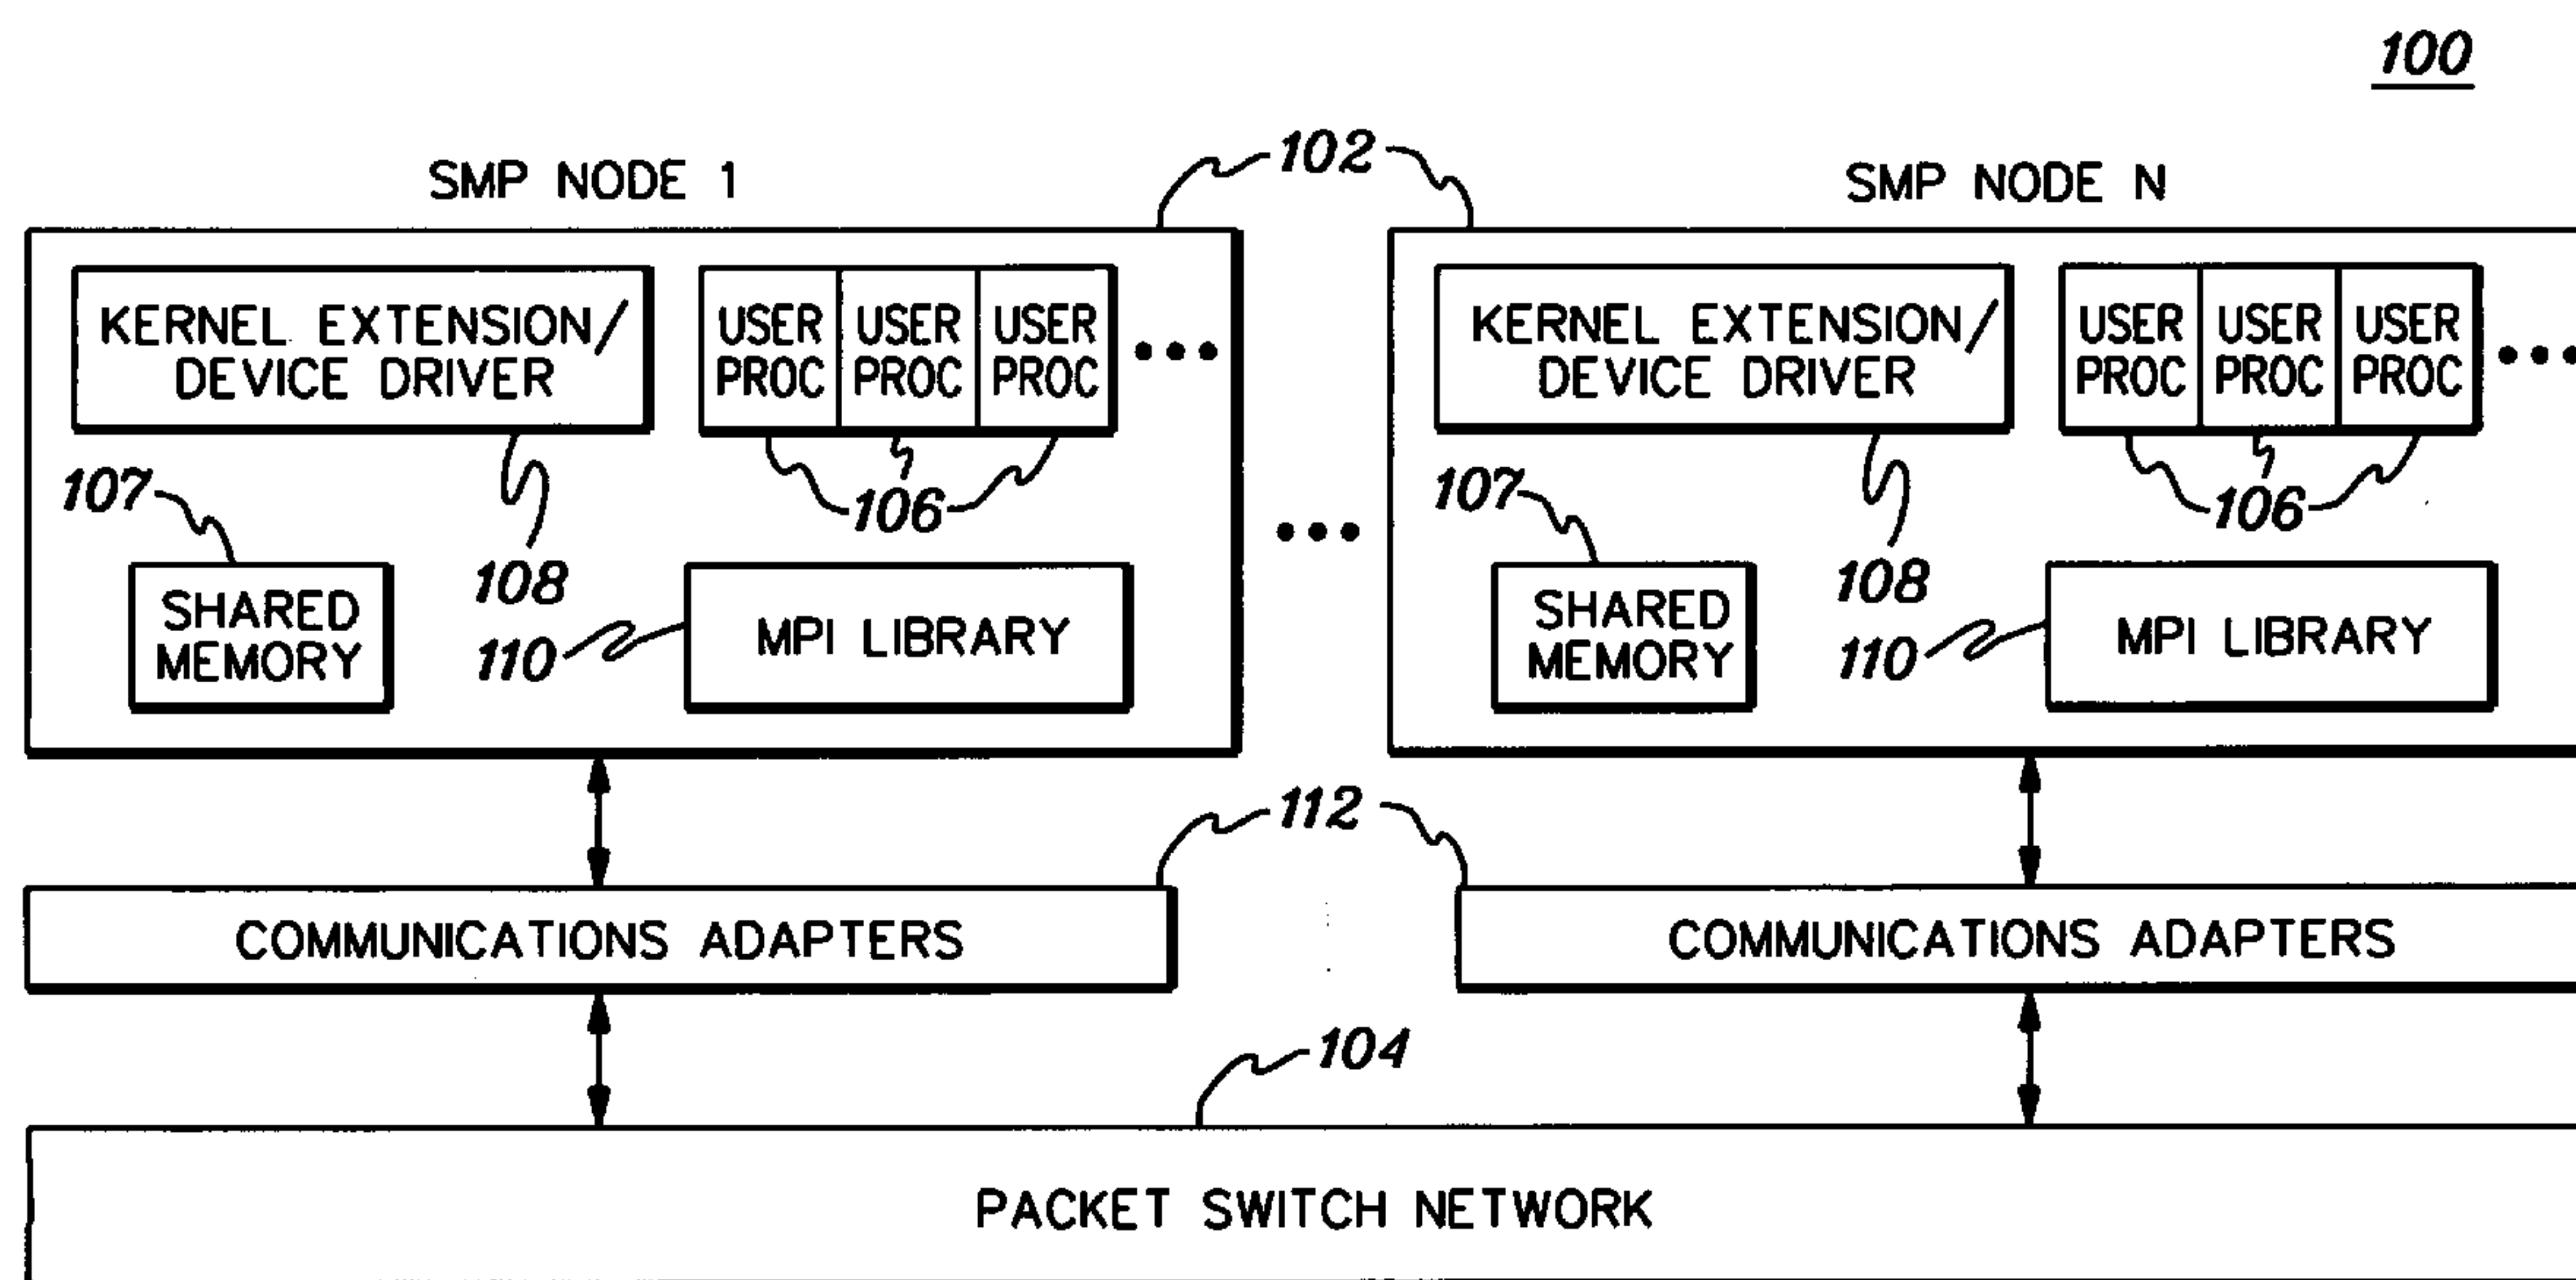 100
102
SMP NODE 1
SMP NODE N
KERNEL EXTENSION/
DEVICE DRIVER
USER PROC
USER PROC
USER PROC
107
108
106
SHARED
MEMORY
110
MPI LIBRARY
KERNEL EXTENSION/
DEVICE DRIVER
USER PROC
USER PROC
USER PROC
107
108
106
SHARED
MEMORY
110
MPI LIBRARY
112
COMMUNICATIONS ADAPTERS
COMMUNICATIONS ADAPTERS
104
PACKET SWITCH NETWORK